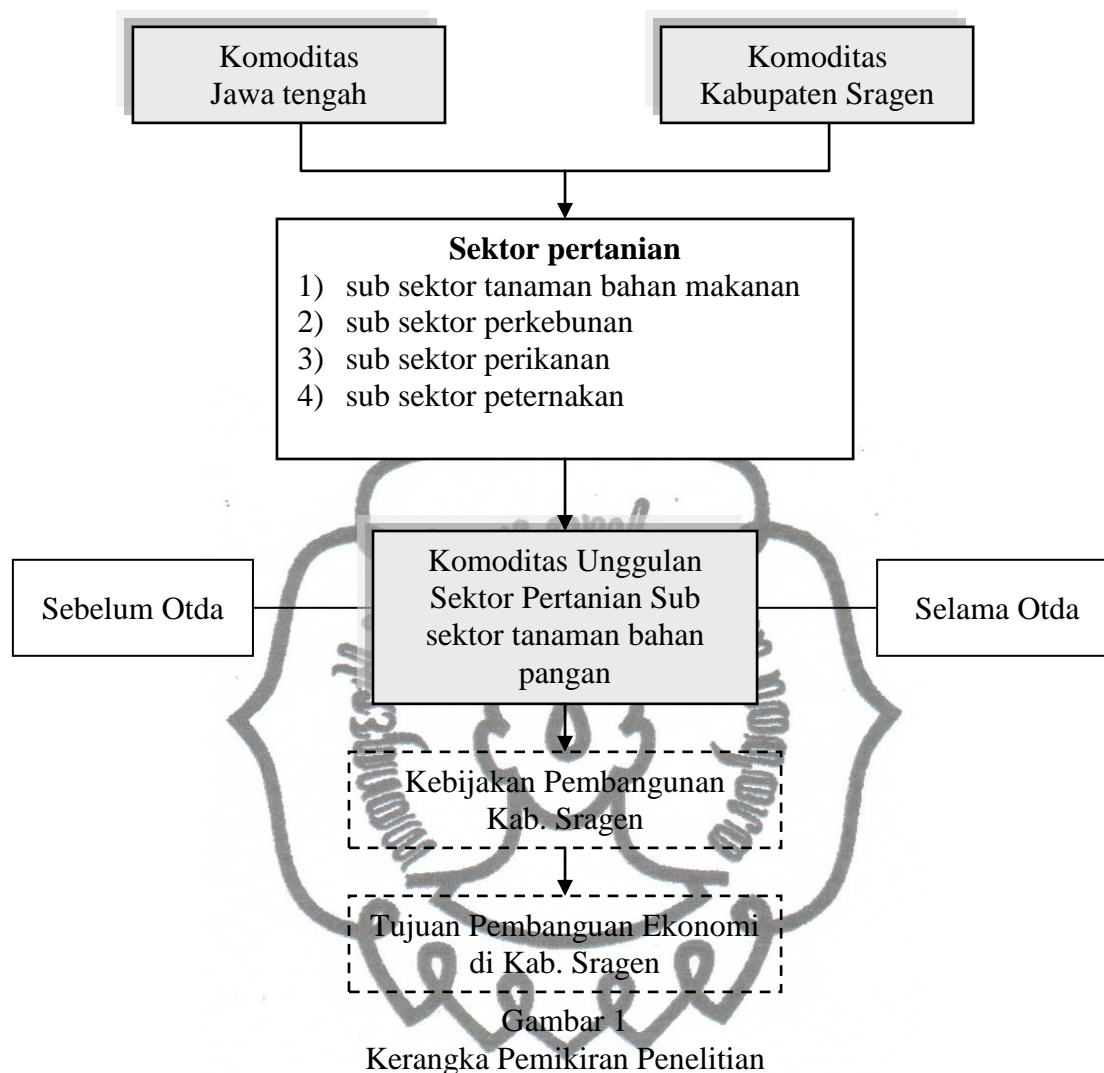 Komoditas
Jawa tengah
Komoditas
Kabupaten Sragen
Sektor pertanian
1) sub sektor tanaman bahan makanan
2) sub sektor perkebunan
3) sub sektor perikanan
4) sub sektor peternakan
Sebelum Otda
Komoditas Unggulan
Sektor Pertanian Sub
sektor tanaman bahan
pangan
Selama Otda
Kebijakan Pembangunan
Kab. Sragen
Tujuan Pembanguan Ekonomi
di Kab. Sragen
Gambar 1
Kerangka Pemikiran Penelitian